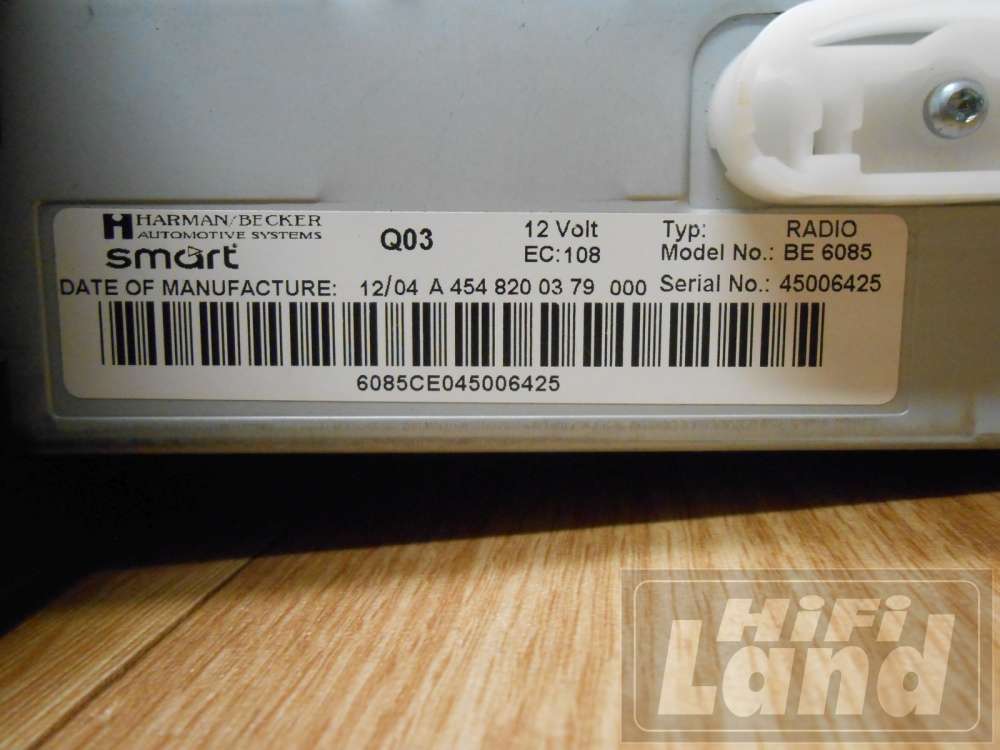 HARMAN/BECKER
AUTOMOTIVE SYSTEMS
smart
Q03
12 Volt
EC:108
Typ: RADIO
Model No.: BE 6085
DATE OF MANUFACTURE: 12/04 A 454 820 03 79 000 Serial No.: 45006425
6085CE045006425
HiFi
Land